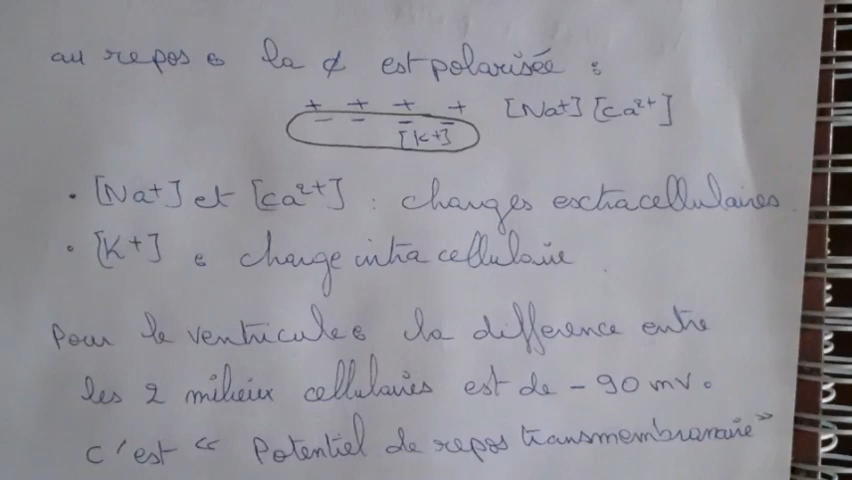 au repos, la ¢ est polarisée :
+ + + + [Na+] [Ca²+]
- - - -
[K+]
• [Na+] et [Ca²+] : charges extracellulaires.
• [K+] : charge intracellulaire.
Pour le ventricule, la difference entre
les 2 milieux cellulaires est de -90 mv.
c'est " Potentiel de repos transmembranaire"